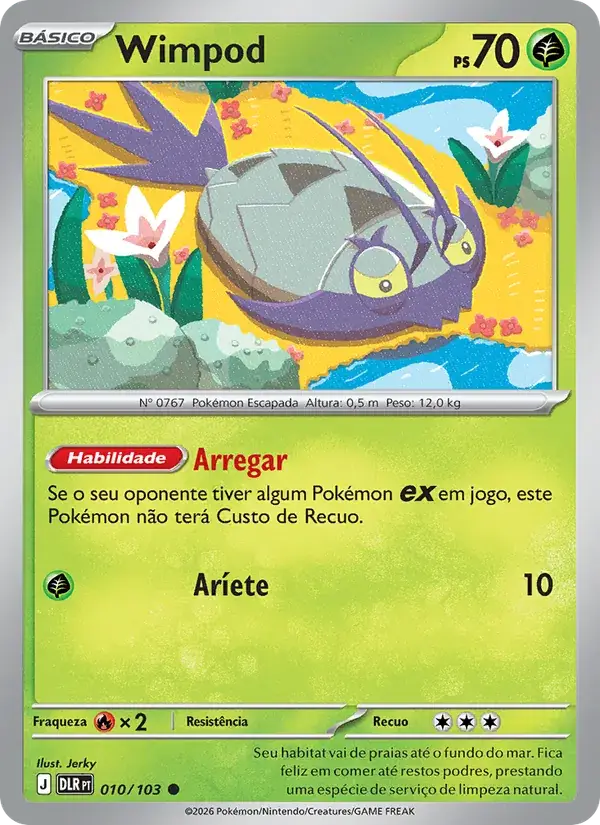 BÁSICO Wimpod PS 70
Nº 0767 Pokémon Escapada Altura: 0,5 m Peso: 12,0 kg
Habilidade Arregar
Se o seu oponente tiver algum Pokémon ex em jogo, este
Pokémon não terá Custo de Recuo.
Aríete 10
Fraqueza × 2 Resistência Recuo
Ilust. Jerky
Seu habitat vai de praias até o fundo do mar. Fica
feliz em comer até restos podres, prestando
uma espécie de serviço de limpeza natural.
J DLR PT 010/103
©2026 Pokémon/Nintendo/Creatures/GAME FREAK